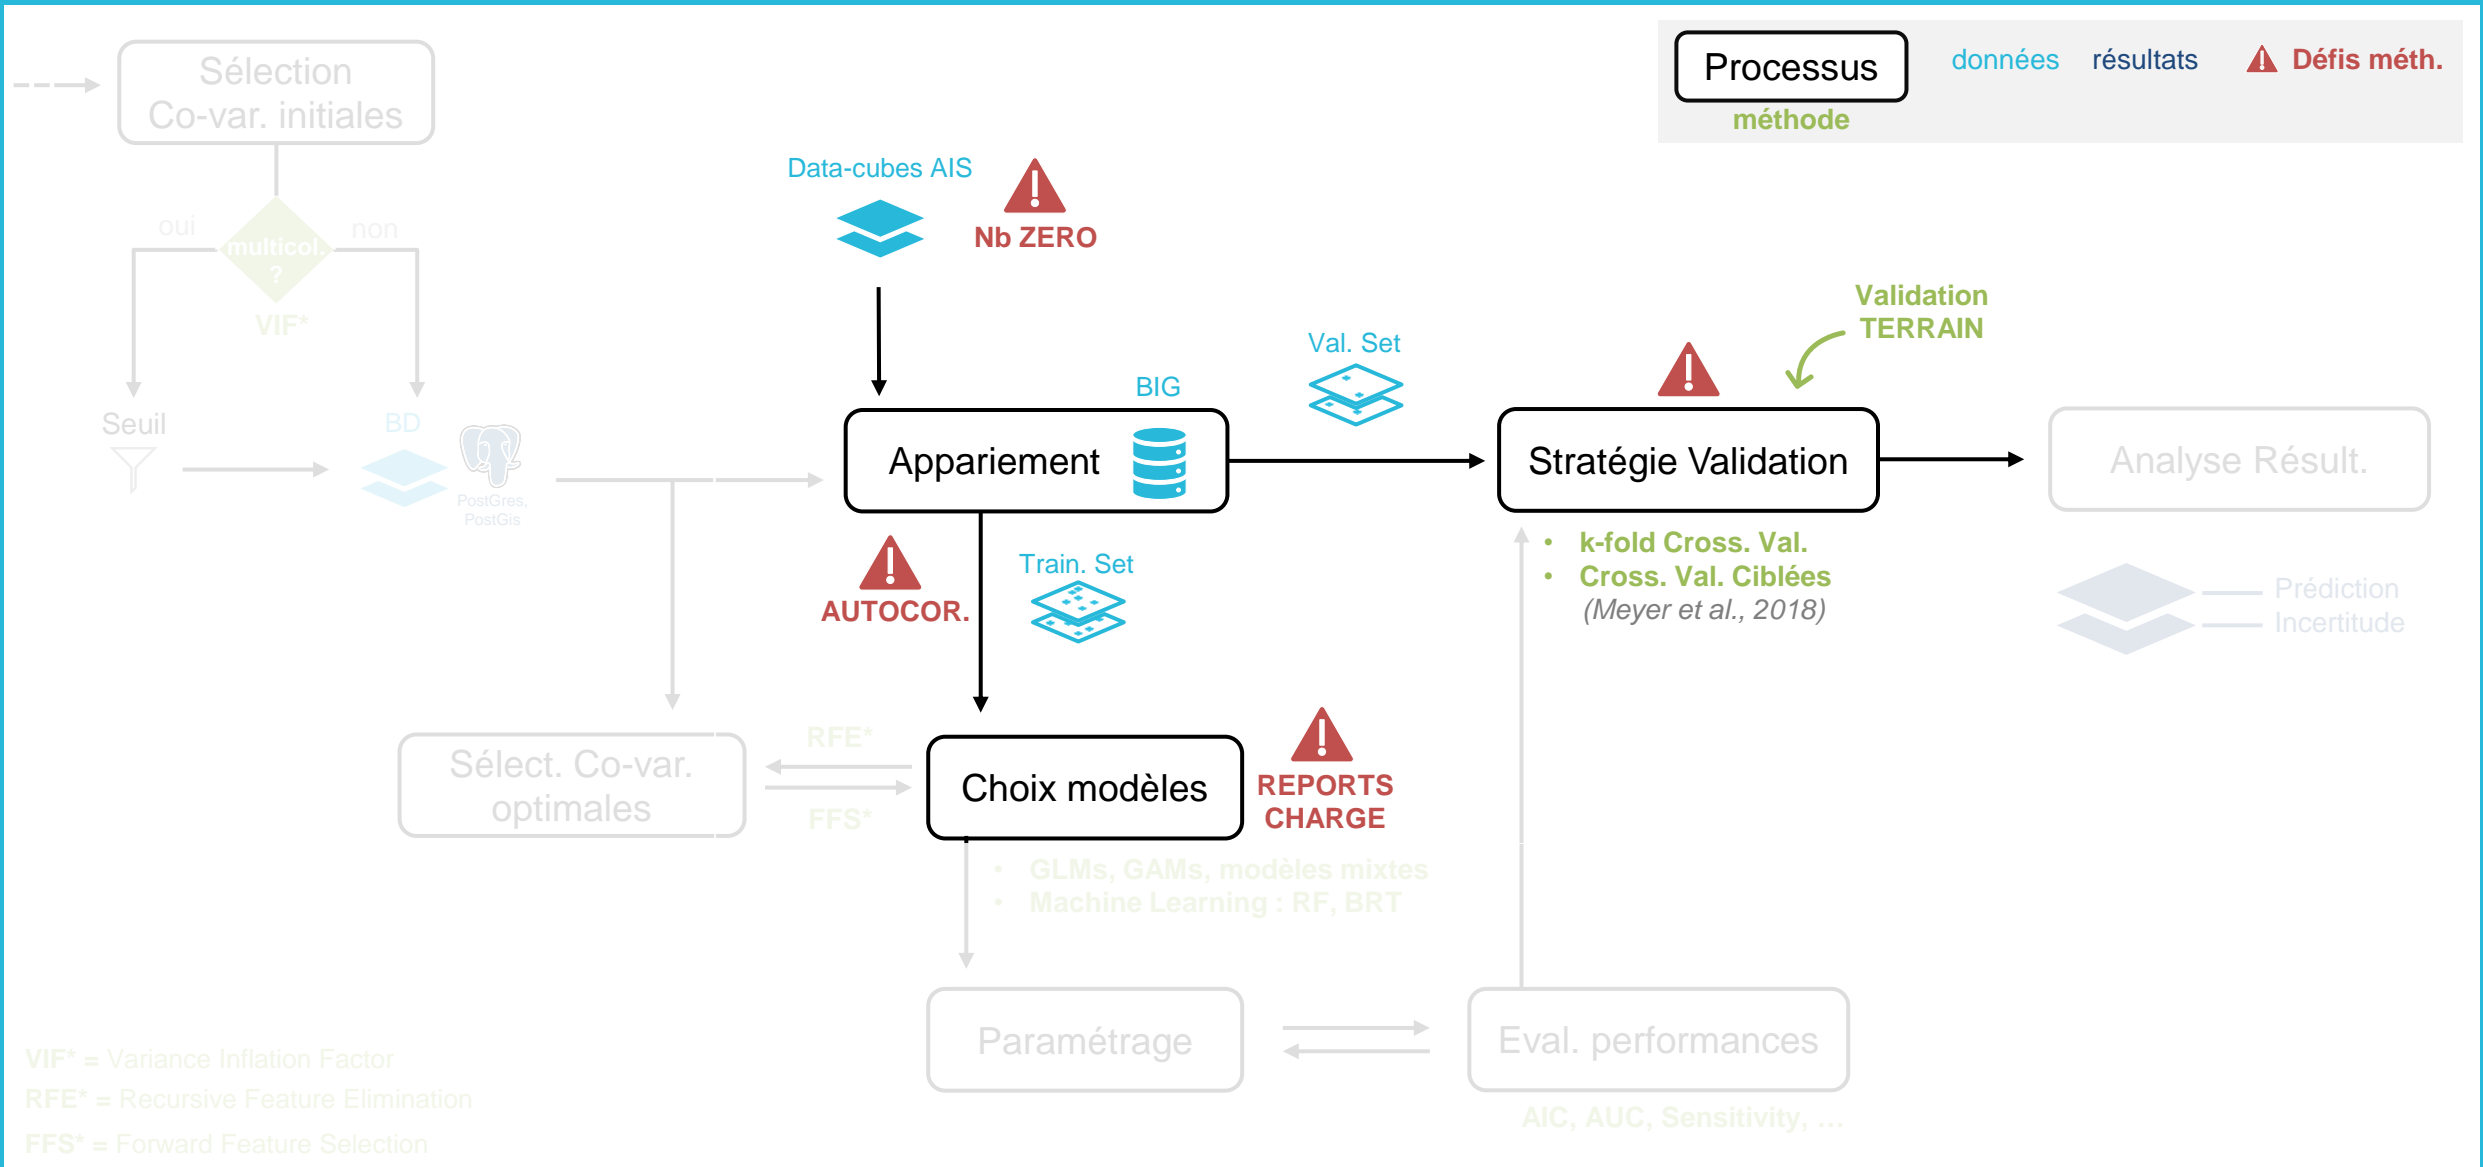 Sélection
Co-var. initiales
Processus
méthode
données
résultats
Défis méth.
Data-cubes AIS
Nb ZERO
oui
non
multicol.
?
VIF*
Validation
TERRAIN
Val. Set
BIG
Seuil
BD
PostGres,
PostGis
Appariement
Stratégie Validation
Analyse Résult.
k-fold Cross. Val.
Cross. Val. Ciblées
(Meyer et al., 2018)
Prédiction
Incertitude
AUTOCOR.
Train. Set
Sélect. Co-var.
optimales
RFE*
FFS*
Choix modèles
REPORTS
CHARGE
GLMs, GAMs, modèles mixtes
Machine Learning : RF, BRT
Paramétrage
Eval. performances
AIC, AUC, Sensitivity, …
VIF* = Variance Inflation Factor
RFE* = Recursive Feature Elimination
FFS* = Forward Feature Selection